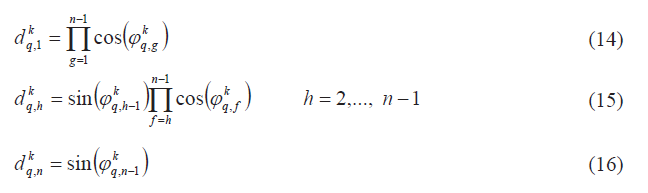 d^k_{q,1} = ∏_{g=1}^{n−1} cos(φ^k_{q,g}) (14)
d^k_{q,h} = sin(φ^k_{q,h−1}) ∏_{f=h}^{n−1} cos(φ^k_{q,f}) h = 2,..., n − 1 (15)
d^k_{q,n} = sin(φ^k_{q,n−1}) (16)